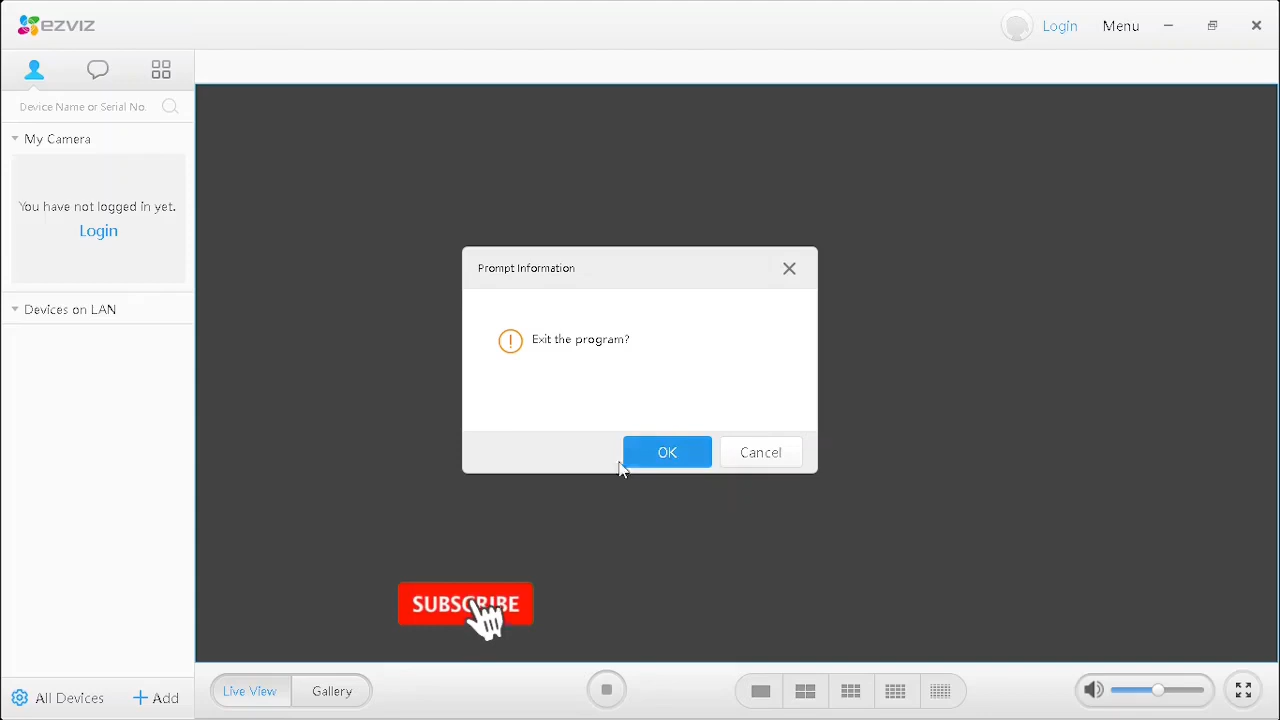 ezviz
Login
Menu
Device Name or Serial No.
My Camera
You have not logged in yet.
Login
Devices on LAN
Prompt Information
Exit the program?
OK
Cancel
SUBSCRIBE
All Devices
Add
Live View
Gallery